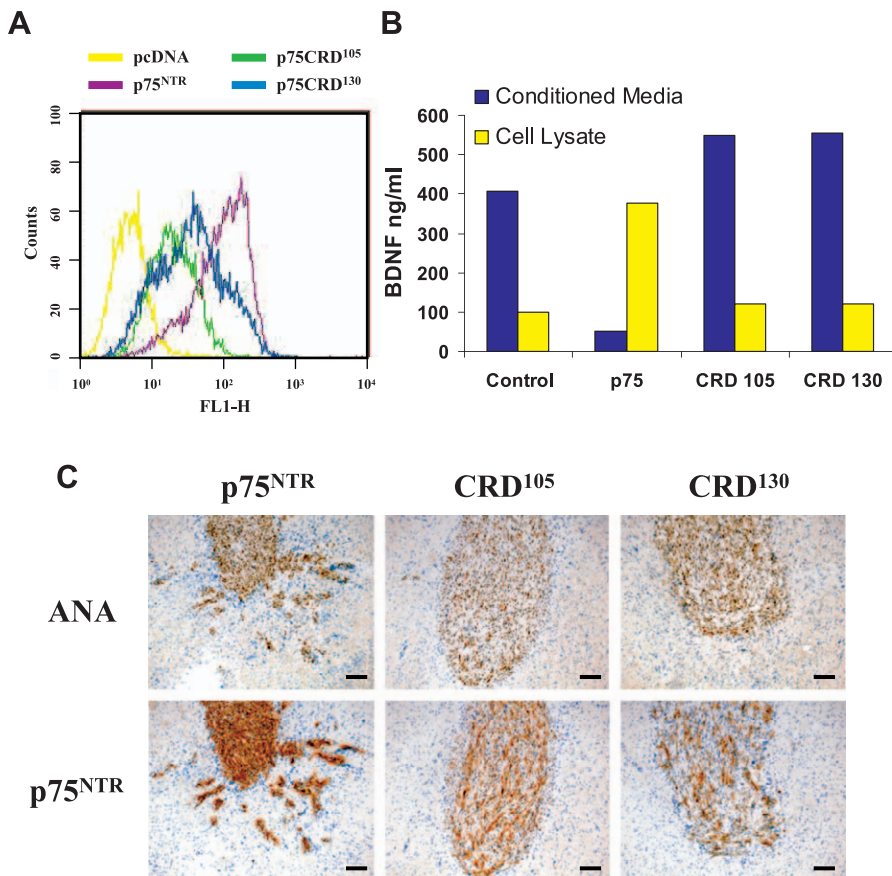 A
pcDNA
p75CRD¹⁰⁵
p75ᴺᵀᴿ
p75CRD¹³⁰
100
80
60
40
20
0
Counts
10⁰
10¹
10²
10³
10⁴
FL1-H
B
Conditioned Media
Cell Lysate
600
500
400
300
200
100
0
BDNF ng/ml
Control
p75
CRD 105
CRD 130
C
p75ᴺᵀᴿ
CRD¹⁰⁵
CRD¹³⁰
ANA
p75ᴺᵀᴿ